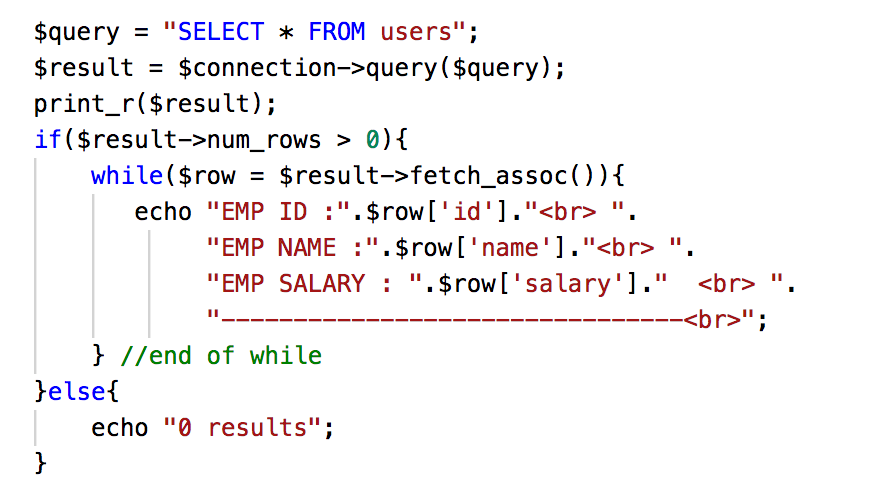 $query = "SELECT * FROM users";
$result = $connection->query($query);
print_r($result);
if($result->num_rows > 0){
    while($row = $result->fetch_assoc()){
       echo "EMP ID :".$row['id']."<br> ".
            "EMP NAME :".$row['name']."<br> ".
            "EMP SALARY : ".$row['salary']."  <br> ".
            "--------------------------------<br>";
    } //end of while
}else{
    echo "0 results";
}